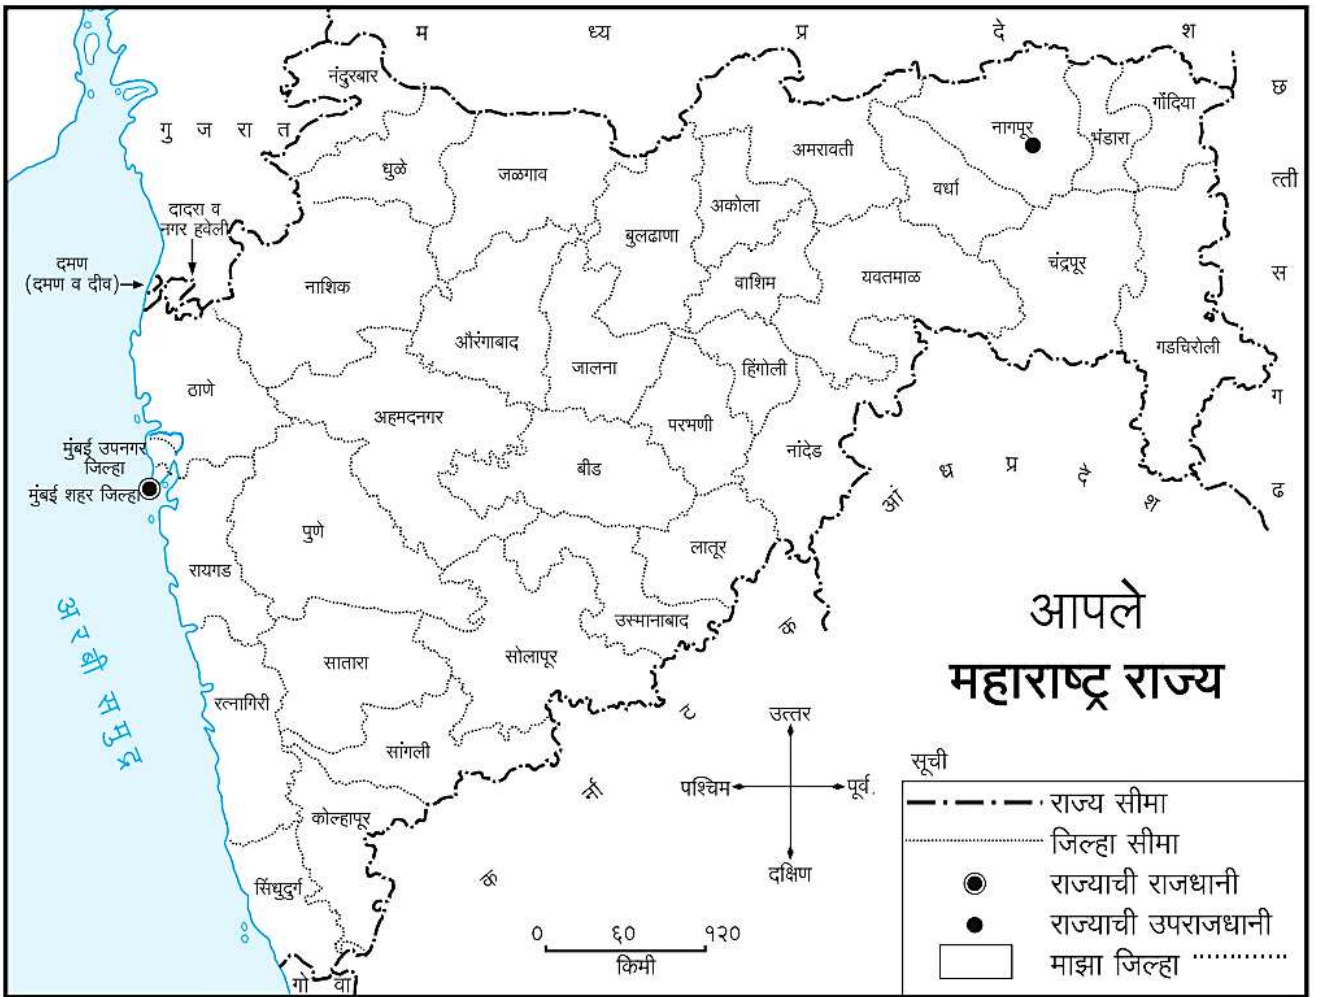 म ध्य प्र दे श
नंदुरबार
छ त्ती स ग ढ
गोंदिया
गु ज रा त
नागपूर
भंडारा
धुळे
जळगाव
अमरावती
वर्धा
अकोला
दादरा व
नगर हवेली
बुलढाणा
दमण
(दमण व दीव)
नाशिक
वाशिम
यवतमाळ
चंद्रपूर
औरंगाबाद
जालना
हिंगोली
गडचिरोली
ठाणे
अहमदनगर
परभणी
मुंबई उपनगर
जिल्हा
बीड
नांदेड
आं ध्र प्र दे श
मुंबई शहर जिल्हा
पुणे
लातूर
रायगड
अरबी समुद्र
उस्मानाबाद
क र्ना ट क
सातारा
सोलापूर
रत्नागिरी
सांगली
कोल्हापूर
सिंधुदुर्ग
गो वा
आपले
महाराष्ट्र राज्य
उत्तर
पश्चिम
पूर्व.
दक्षिण
0 ६० १२०
किमी
सूची
राज्य सीमा
जिल्हा सीमा
राज्याची राजधानी
राज्याची उपराजधानी
माझा जिल्हा ..............